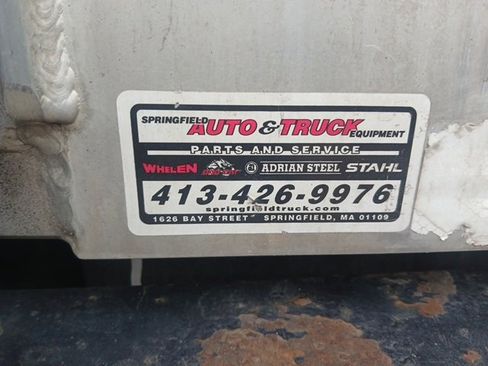 SPRINGFIELD AUTO & TRUCK EQUIPMENT
PARTS AND SERVICE
WHELEN ADRIAN STEEL STAHL
413-426-9976
springfieldtruck.com
1626 BAY STREET SPRINGFIELD, MA 01109